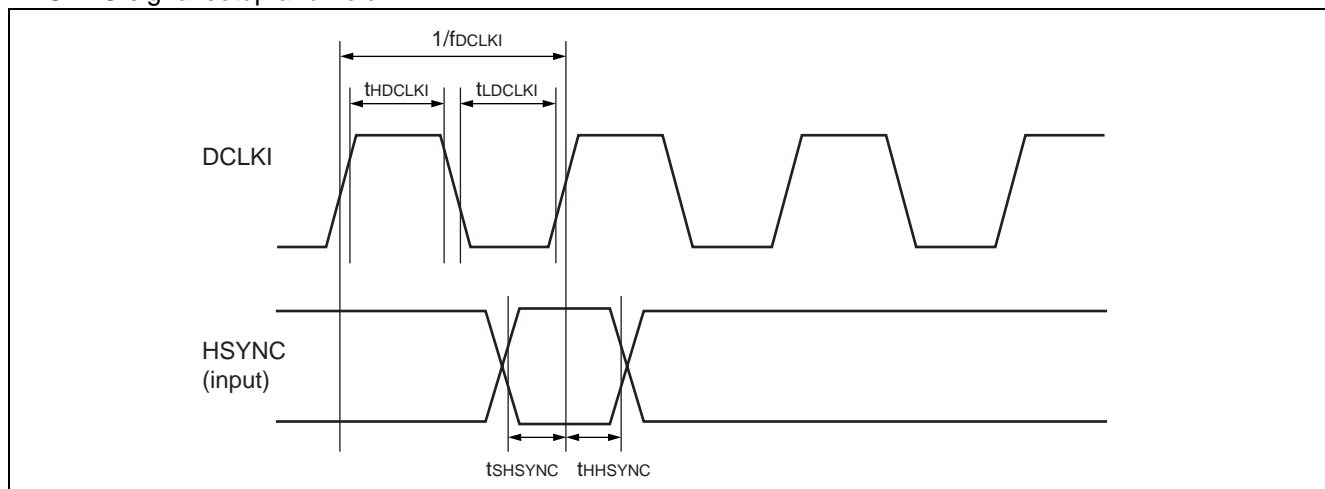 1/fDCLKI
tHDCLKI tLDCLKI
DCLKI
HSYNC
(input)
tSHSYNC tHHSYNC